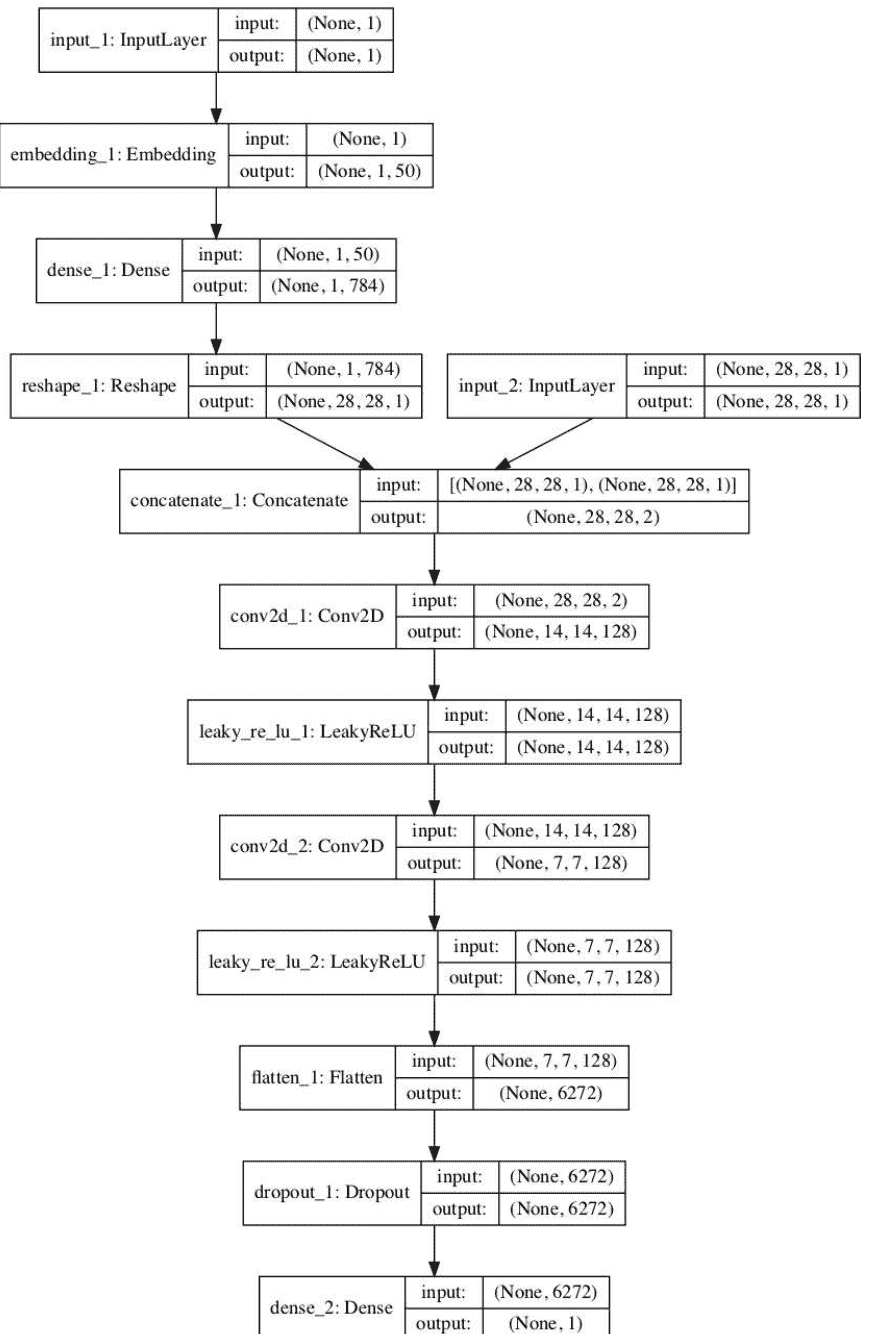 input_1: InputLayer
input: (None, 1)
output: (None, 1)
embedding_1: Embedding
input: (None, 1)
output: (None, 1, 50)
dense_1: Dense
input: (None, 1, 50)
output: (None, 1, 784)
reshape_1: Reshape
input: (None, 1, 784)
output: (None, 28, 28, 1)
input_2: InputLayer
input: (None, 28, 28, 1)
output: (None, 28, 28, 1)
concatenate_1: Concatenate
input: [(None, 28, 28, 1), (None, 28, 28, 1)]
output: (None, 28, 28, 2)
conv2d_1: Conv2D
input: (None, 28, 28, 2)
output: (None, 14, 14, 128)
leaky_re_lu_1: LeakyReLU
input: (None, 14, 14, 128)
output: (None, 14, 14, 128)
conv2d_2: Conv2D
input: (None, 14, 14, 128)
output: (None, 7, 7, 128)
leaky_re_lu_2: LeakyReLU
input: (None, 7, 7, 128)
output: (None, 7, 7, 128)
flatten_1: Flatten
input: (None, 7, 7, 128)
output: (None, 6272)
dropout_1: Dropout
input: (None, 6272)
output: (None, 6272)
dense_2: Dense
input: (None, 6272)
output: (None, 1)